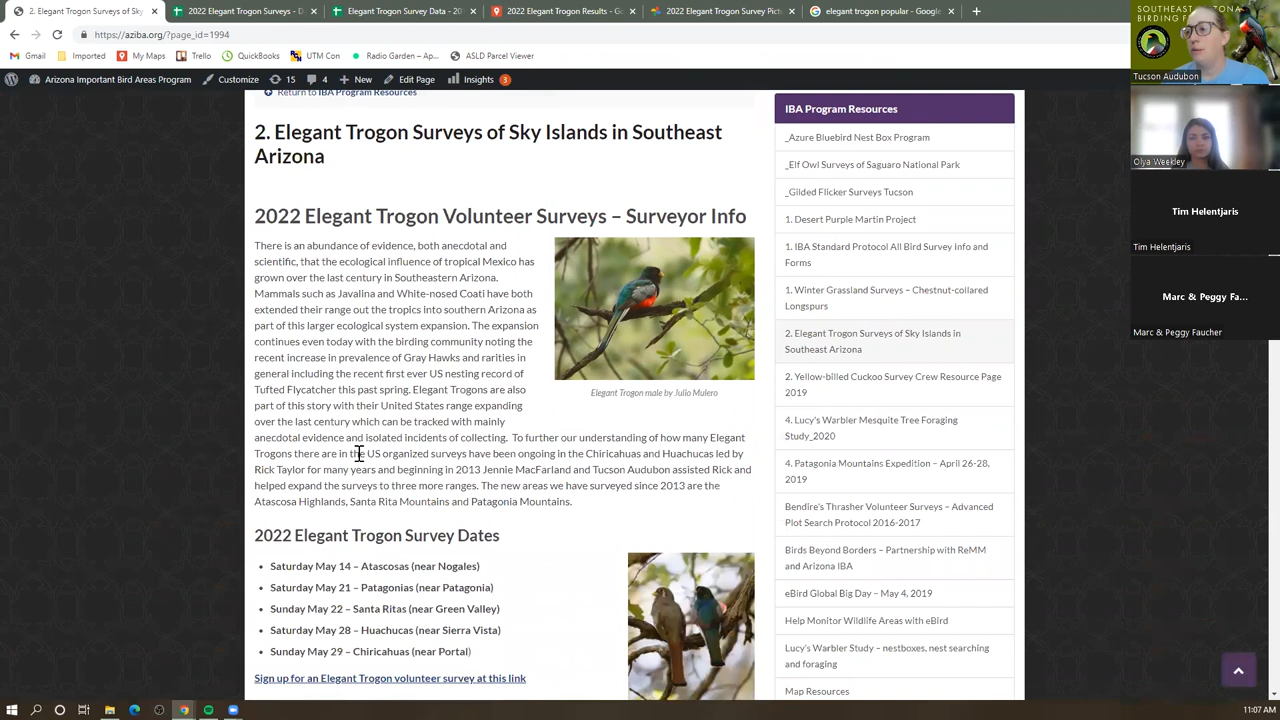 2. Elegant Trogon Surveys of Sky
2022 Elegant Trogon Surveys - D
Elegant Trogon Survey Data - 20
2022 Elegant Trogon Results - G
2022 Elegant Trogon Survey Pict
elegant trogon popular - Google
https://aziba.org/?page_id=1994
Gmail
Imported
My Maps
Trello
QuickBooks
UTM Con
Radio Garden – Ap...
ASLD Parcel Viewer
Arizona Important Bird Areas Program
Customize
15
4
New
Edit Page
Insights
3
Return to IBA Program Resources
2. Elegant Trogon Surveys of Sky Islands in Southeast
Arizona
2022 Elegant Trogon Volunteer Surveys – Surveyor Info
There is an abundance of evidence, both anecdotal and
scientific, that the ecological influence of tropical Mexico has
grown over the last century in Southeastern Arizona.
Mammals such as Javalina and White-nosed Coati have both
extended their range out the tropics into southern Arizona as
part of this larger ecological system expansion. The expansion
continues even today with the birding community noting the
recent increase in prevalence of Gray Hawks and rarities in
general including the recent first ever US nesting record of
Tufted Flycatcher this past spring. Elegant Trogons are also
part of this story with their United States range expanding
over the last century which can be tracked with mainly
anecdotal evidence and isolated incidents of collecting.  To further our understanding of how many Elegant
Trogons there are in the US organized surveys have been ongoing in the Chiricahuas and Huachucas led by
Rick Taylor for many years and beginning in 2013 Jennie MacFarland and Tucson Audubon assisted Rick and
helped expand the surveys to three more ranges. The new areas we have surveyed since 2013 are the
Atascosa Highlands, Santa Rita Mountains and Patagonia Mountains.
Elegant Trogon male by Julio Mulero
2022 Elegant Trogon Survey Dates
Saturday May 14 – Atascosas (near Nogales)
Saturday May 21 – Patagonias (near Patagonia)
Sunday May 22 – Santa Ritas (near Green Valley)
Saturday May 28 – Huachucas (near Sierra Vista)
Sunday May 29 – Chiricahuas (near Portal)
Sign up for an Elegant Trogon volunteer survey at this link
IBA Program Resources
_Azure Bluebird Nest Box Program
_Elf Owl Surveys of Saguaro National Park
_Gilded Flicker Surveys Tucson
1. Desert Purple Martin Project
1. IBA Standard Protocol All Bird Survey Info and
Forms
1. Winter Grassland Surveys – Chestnut-collared
Longspurs
2. Elegant Trogon Surveys of Sky Islands in
Southeast Arizona
2. Yellow-billed Cuckoo Survey Crew Resource Page
2019
4. Lucy's Warbler Mesquite Tree Foraging
Study_2020
4. Patagonia Mountains Expedition – April 26-28,
2019
Bendire's Thrasher Volunteer Surveys – Advanced
Plot Search Protocol 2016-2017
Birds Beyond Borders – Partnership with ReMM
and Arizona IBA
eBird Global Big Day – May 4, 2019
Help Monitor Wildlife Areas with eBird
Lucy's Warbler Study – nestboxes, nest searching
and foraging
Map Resources
SOUTHEAST ARIZONA
BIRDING
Tucson Audubon
Olya Weekley
Tim Helentjaris
Tim Helentjaris
Marc & Peggy Fa...
Marc & Peggy Faucher
11:07 AM